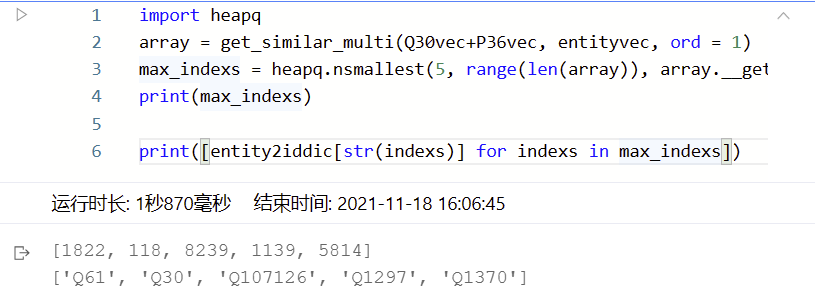 1 import heapq
2 array = get_similar_multi(Q30vec+P36vec, entityvec, ord = 1)
3 max_indexs = heapq.nsmallest(5, range(len(array)), array.__get
4 print(max_indexs)
5
6 print([entity2iddic[str(indexs)] for indexs in max_indexs])
运行时长: 1秒870毫秒 结束时间: 2021-11-18 16:06:45
[1822, 118, 8239, 1139, 5814]
['Q61', 'Q30', 'Q107126', 'Q1297', 'Q1370']